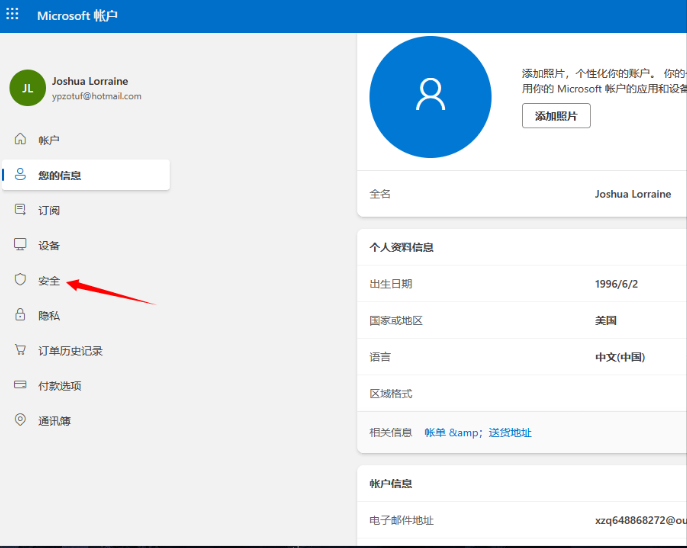 Microsoft 帐户
JL
Joshua Lorraine
ypzotuf@hotmail.com
帐户
您的信息
订阅
设备
安全
隐私
订单历史记录
付款选项
通讯簿
添加照片，个性化你的账户。 你的
用你的 Microsoft 帐户的应用和设备
添加照片
全名 Joshua Lorraine
个人资料信息
出生日期 1996/6/2
国家或地区 美国
语言 中文(中国)
区域格式
相关信息 帐单 &amp; 送货地址
帐户信息
电子邮件地址 xzq648868272@ou